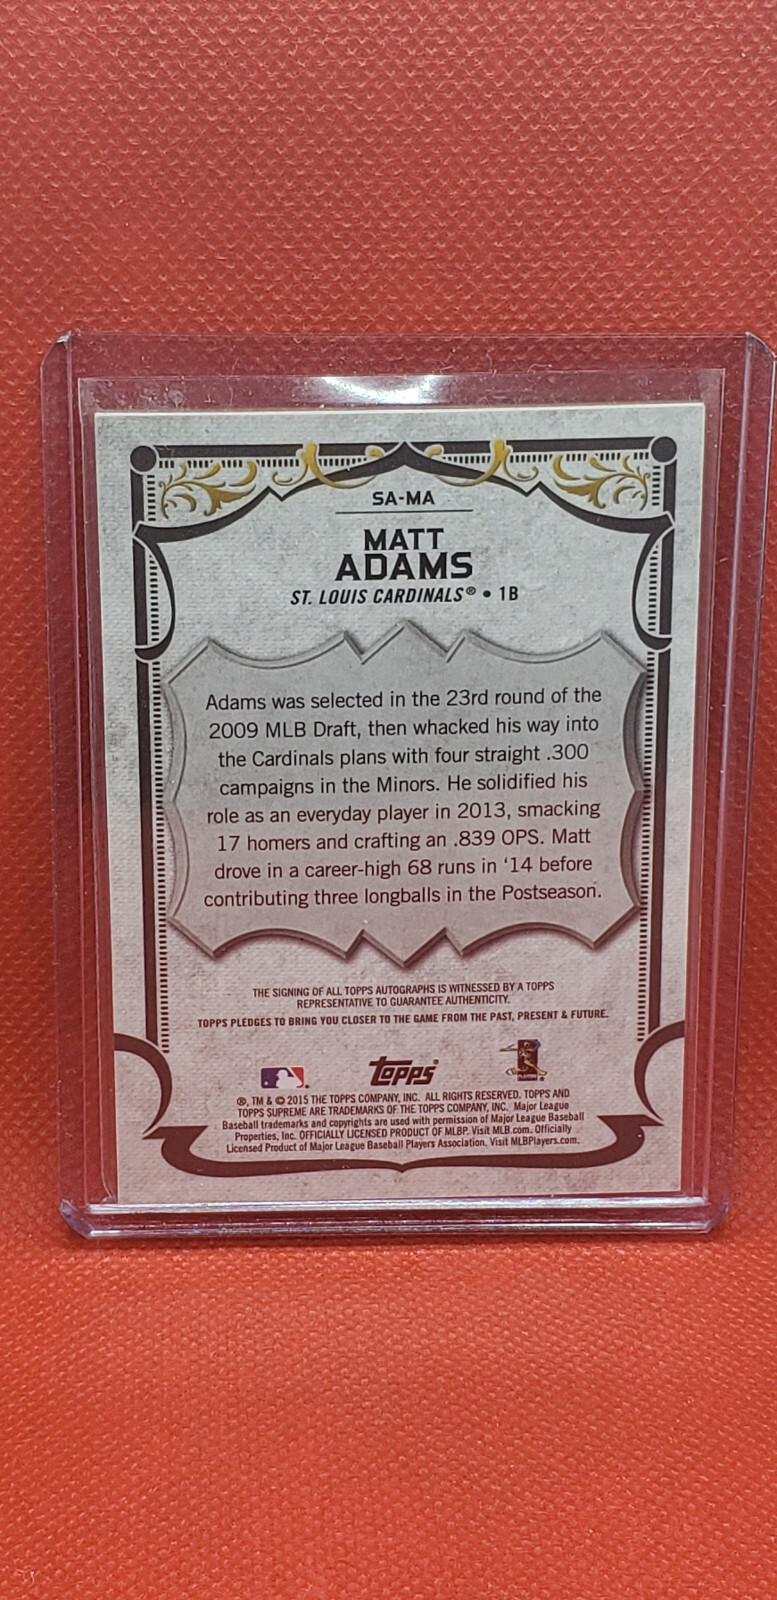 SA-MA
MATT
ADAMS
ST. LOUIS CARDINALS® • 1B
Adams was selected in the 23rd round of the
2009 MLB Draft, then whacked his way into
the Cardinals plans with four straight .300
campaigns in the Minors. He solidified his
role as an everyday player in 2013, smacking
17 homers and crafting an .839 OPS. Matt
drove in a career-high 68 runs in ‘14 before
contributing three longballs in the Postseason.
THE SIGNING OF ALL TOPPS AUTOGRAPHS IS WITNESSED BY A TOPPS
REPRESENTATIVE TO GUARANTEE AUTHENTICITY.
TOPPS PLEDGES TO BRING YOU CLOSER TO THE GAME FROM THE PAST, PRESENT & FUTURE.
Topps®
®, TM & © 2015 THE TOPPS COMPANY, INC. ALL RIGHTS RESERVED. TOPPS AND
TOPPS SUPREME ARE TRADEMARKS OF THE TOPPS COMPANY, INC. Major League
Baseball trademarks and copyrights are used with permission of Major League Baseball
Properties, Inc. OFFICIALLY LICENSED PRODUCT OF MLBP. Visit MLB.com. Officially
Licensed Product of Major League Baseball Players Association. Visit MLBPlayers.com.